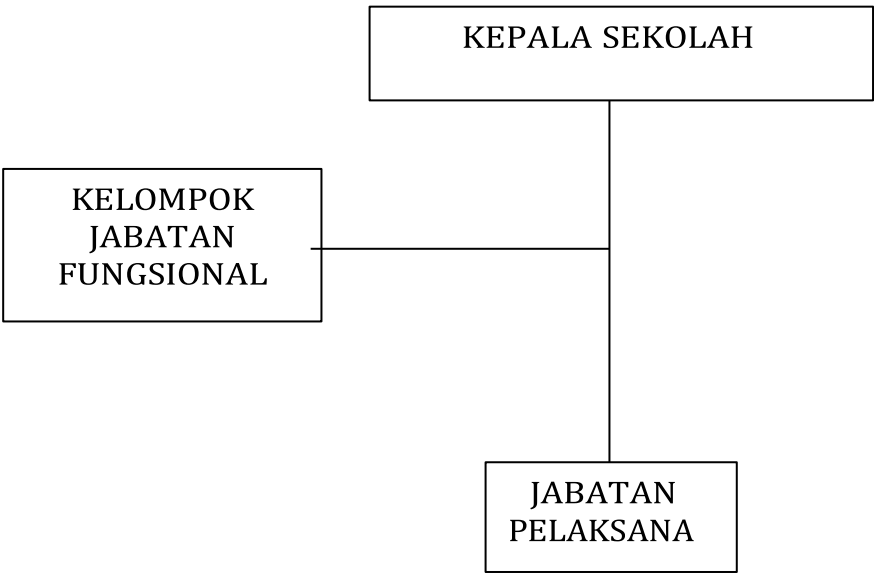 KEPALA SEKOLAH
KELOMPOK
JABATAN
FUNGSIONAL
JABATAN
PELAKSANA